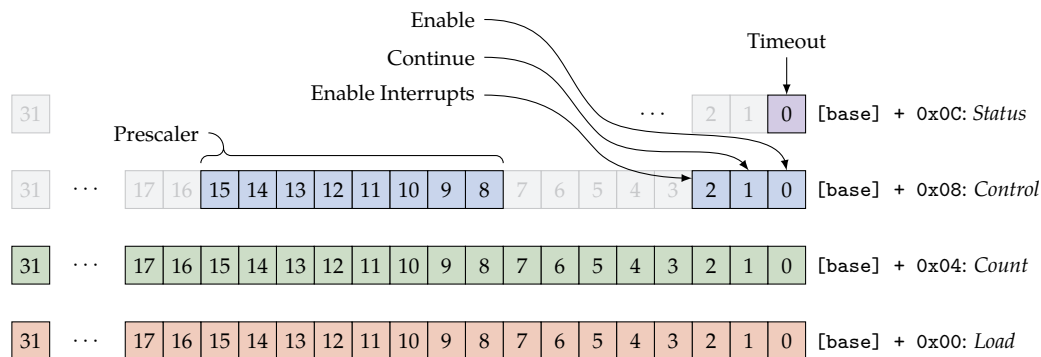 Enable
Continue
Timeout
Enable Interrupts
31 ··· 2 1 0 [base] + 0x0C: Status
Prescaler
31 ··· 17 16 15 14 13 12 11 10 9 8 7 6 5 4 3 2 1 0 [base] + 0x08: Control
31 ··· 17 16 15 14 13 12 11 10 9 8 7 6 5 4 3 2 1 0 [base] + 0x04: Count
31 ··· 17 16 15 14 13 12 11 10 9 8 7 6 5 4 3 2 1 0 [base] + 0x00: Load